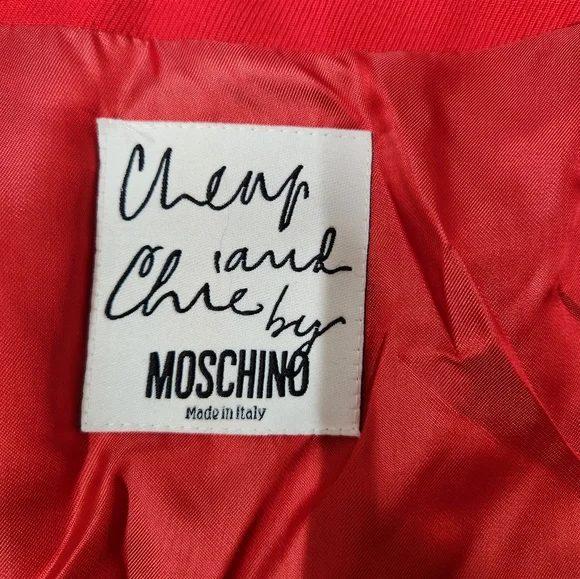 Cheap
and
Chic by
MOSCHINO
Made in Italy